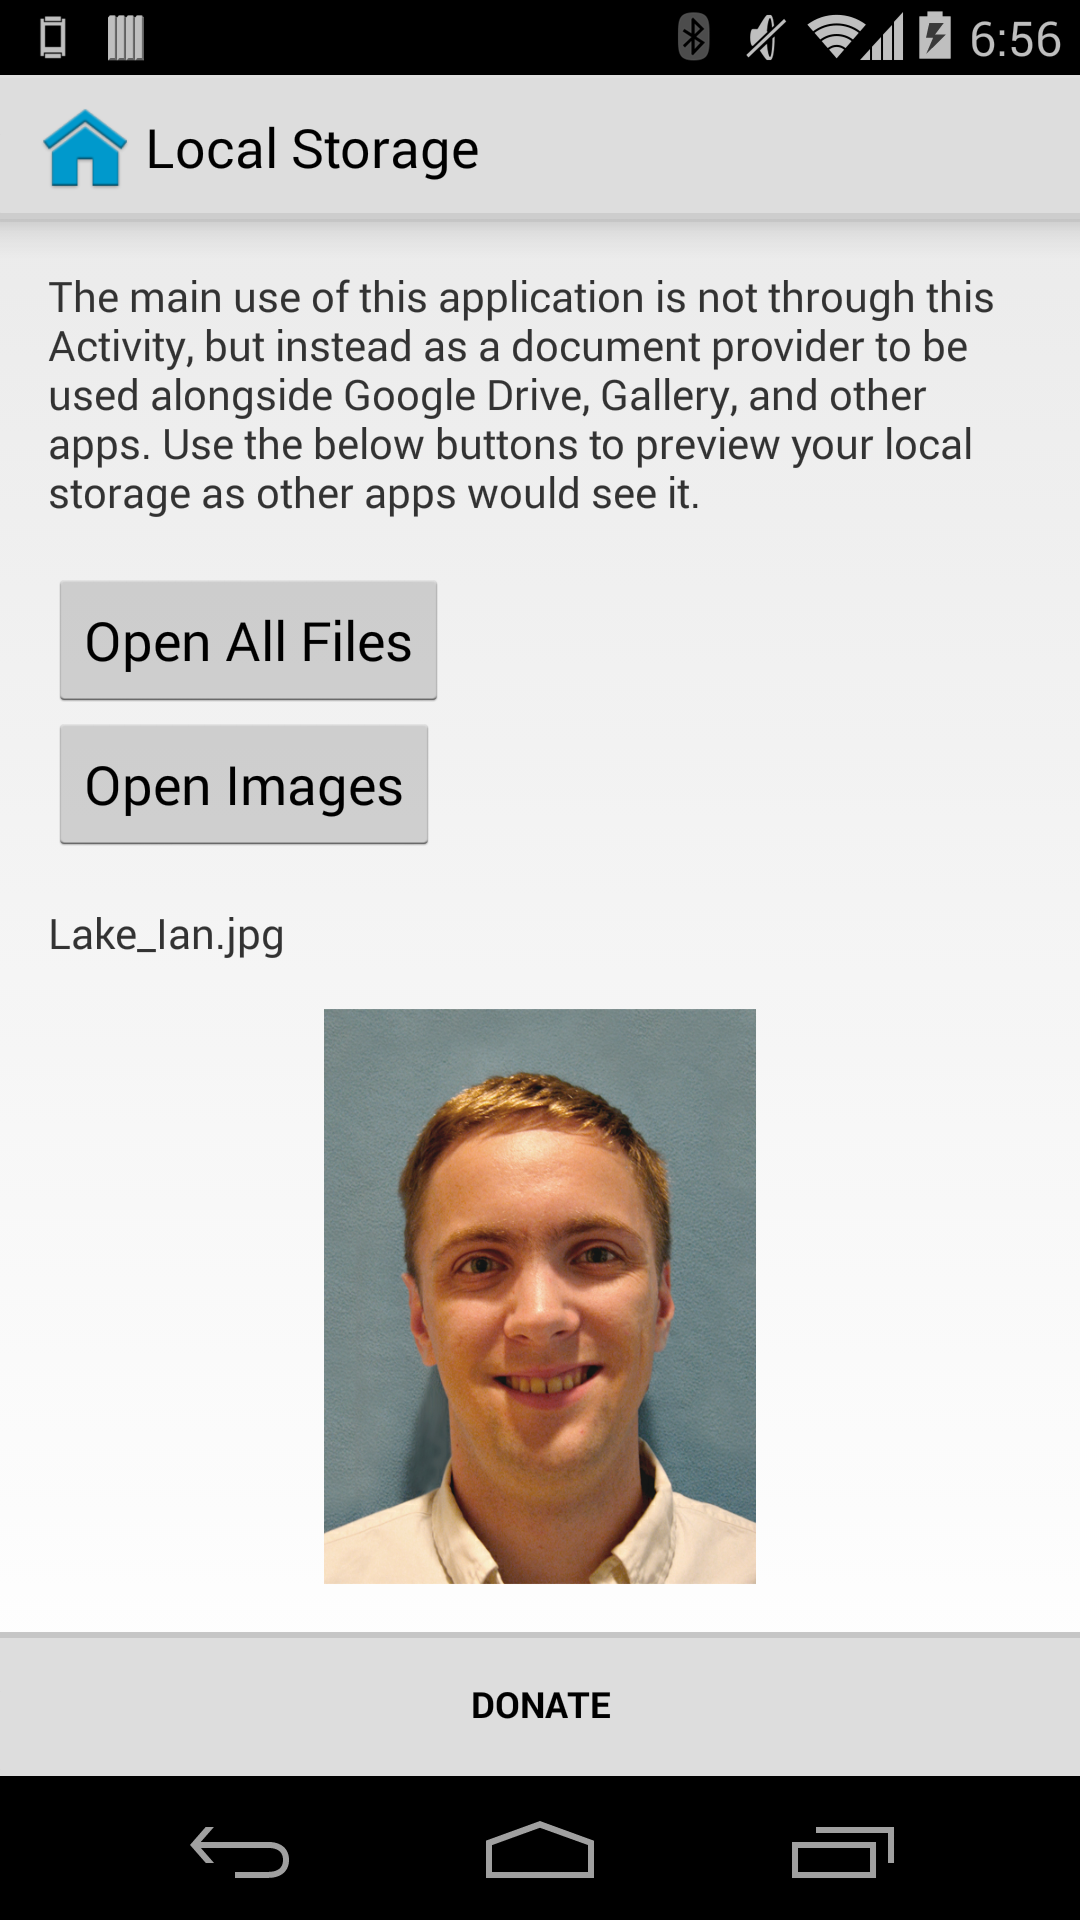 6:56
Local Storage
The main use of this application is not through this
Activity, but instead as a document provider to be
used alongside Google Drive, Gallery, and other
apps. Use the below buttons to preview your local
storage as other apps would see it.
Open All Files
Open Images
Lake_Ian.jpg
DONATE